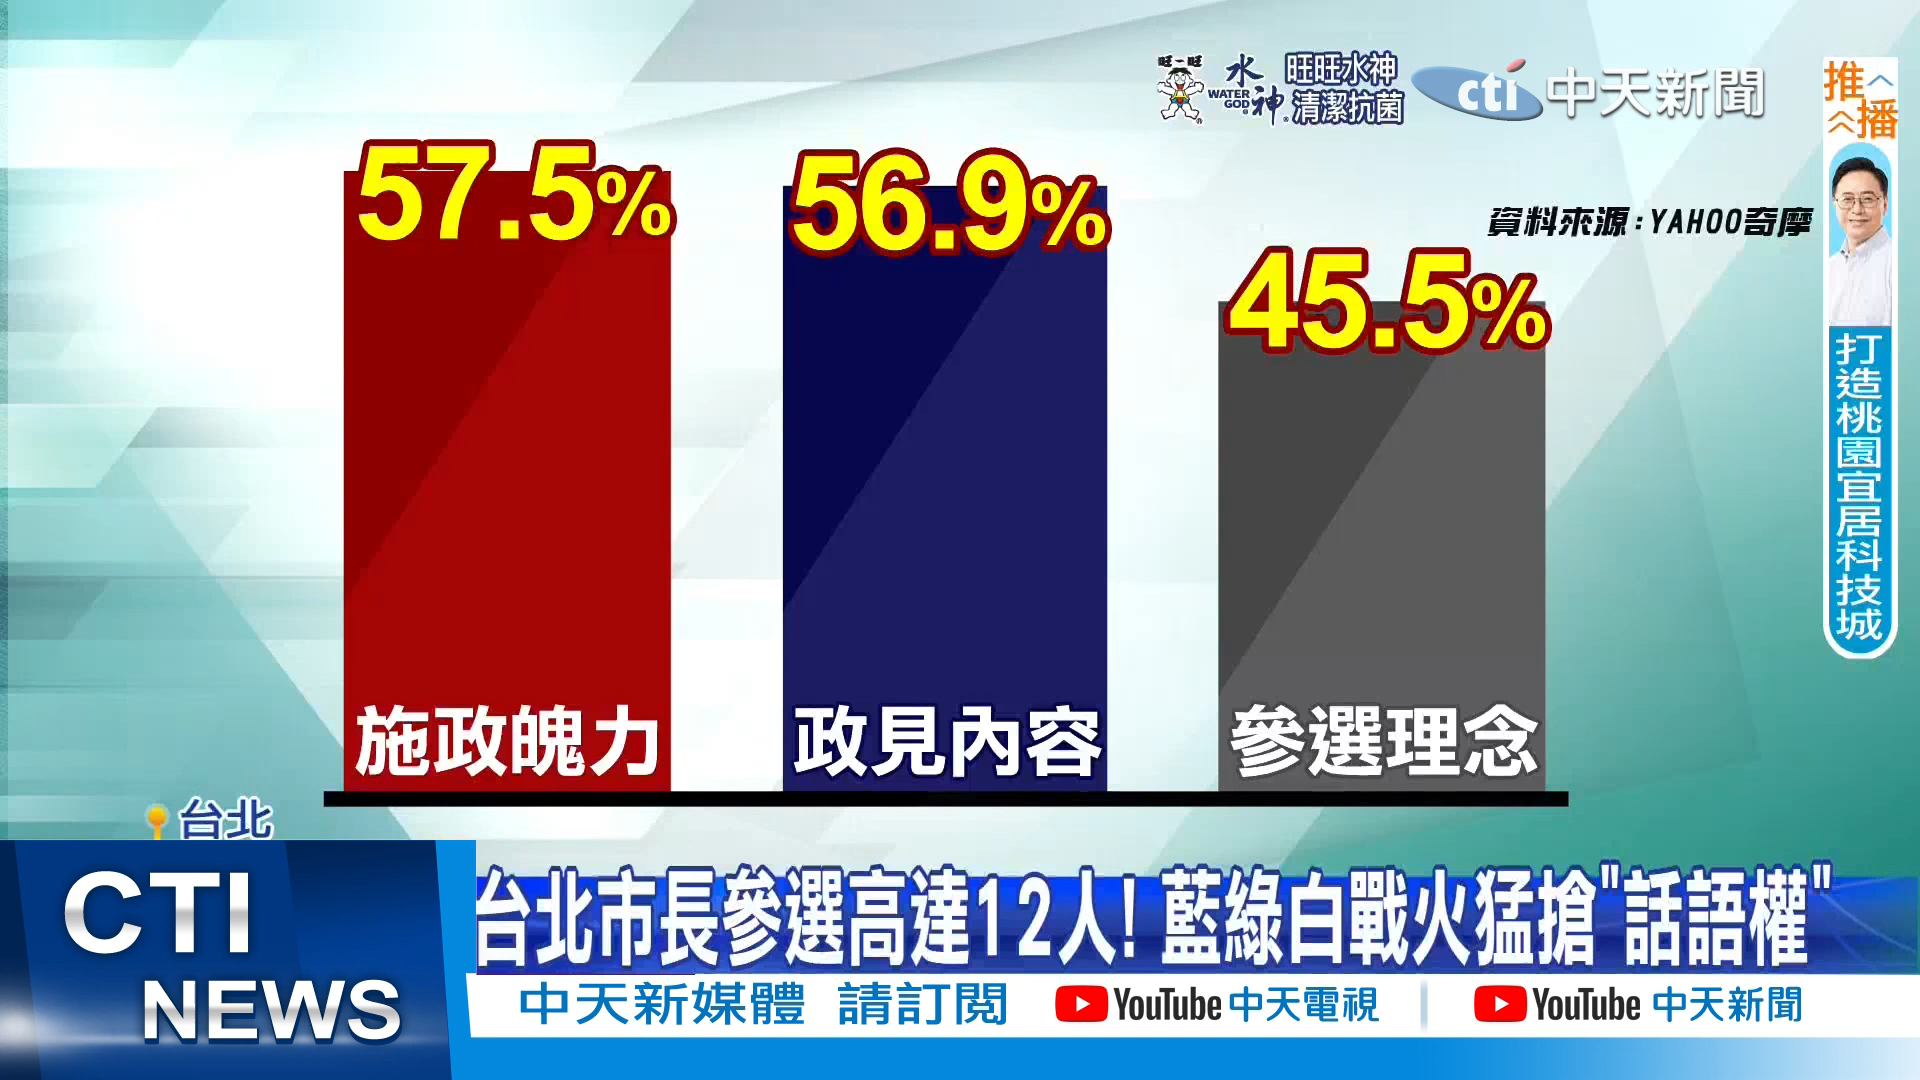 旺一旺
水神
WATER GOD
旺旺水神
清潔抗菌
cti 中天新聞
推播
資料來源:YAHOO奇摩
打造桃園宜居科技城
57.5%
56.9%
45.5%
施政魄力
政見內容
參選理念
台北
CTI
NEWS
台北市長參選高達12人! 藍綠白戰火猛搶"話語權"
中天新媒體 請訂閱 YouTube 中天電視 | YouTube 中天新聞